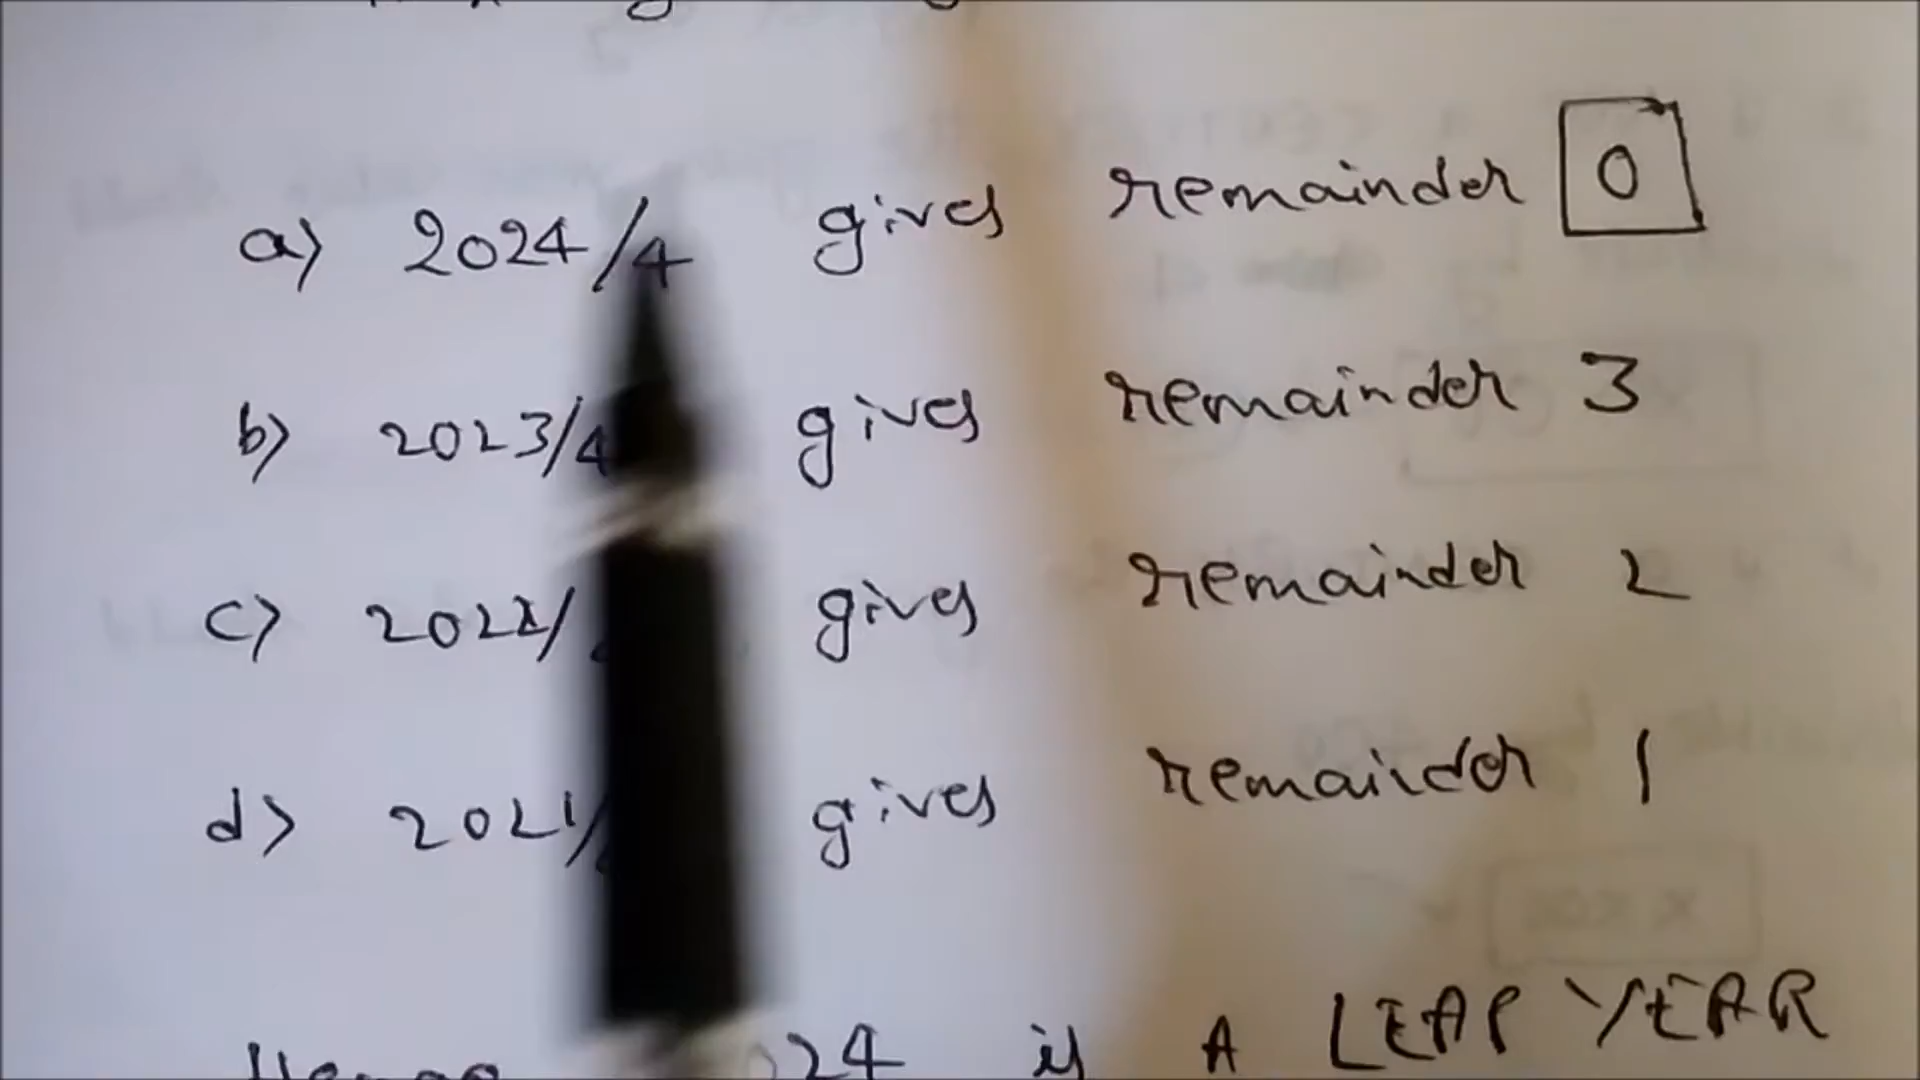 a) 2024/4 gives remainder 0
b) 2023/4 gives remainder 3
c) 2022/ gives remainder 2
d) 2021/ gives remainder 1
24 is A LEAP YEAR